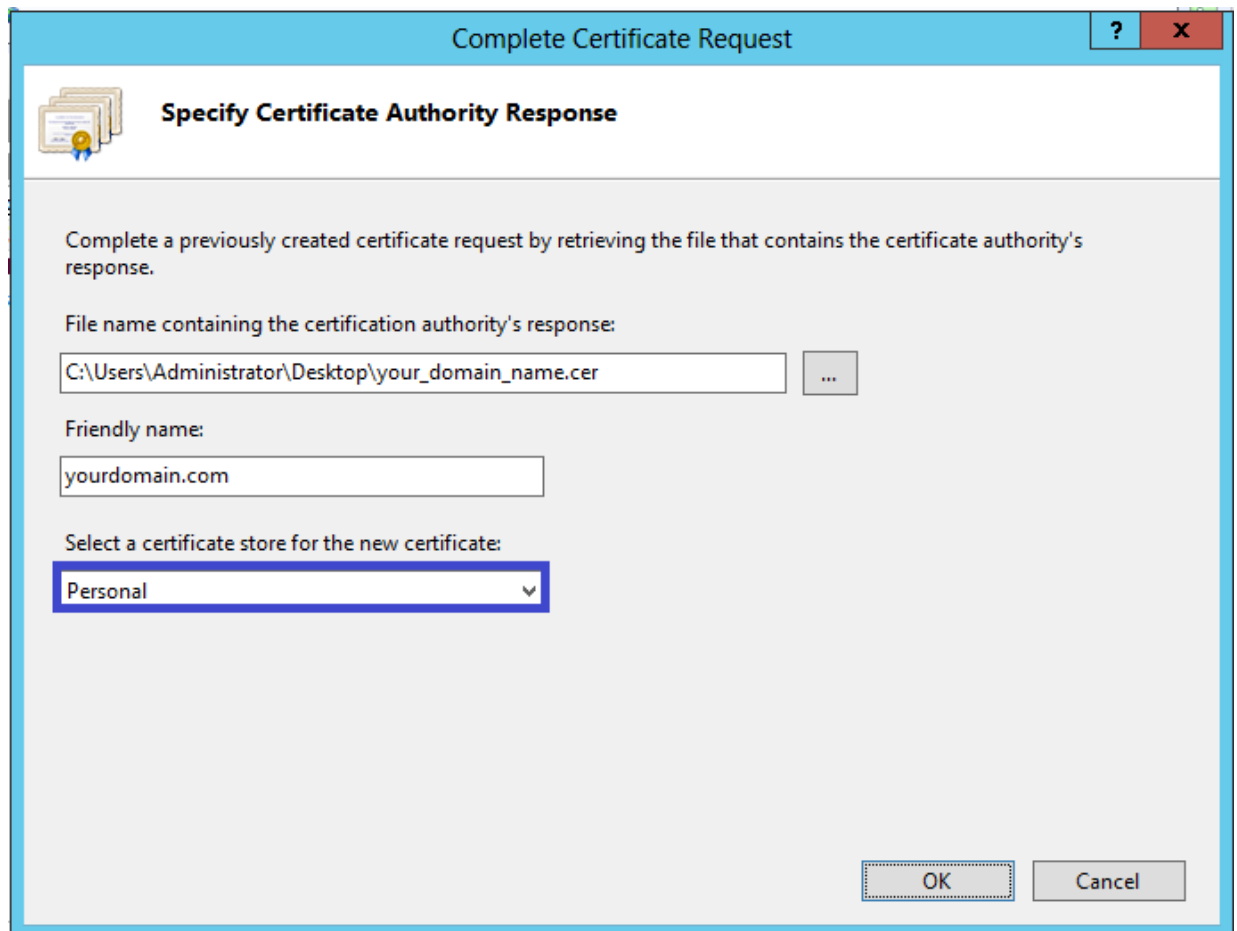 Complete Certificate Request
?
x
Specify Certificate Authority Response
Complete a previously created certificate request by retrieving the file that contains the certificate authority's
response.
File name containing the certification authority's response:
C:\Users\Administrator\Desktop\your_domain_name.cer
...
Friendly name:
yourdomain.com
Select a certificate store for the new certificate:
Personal
OK
Cancel